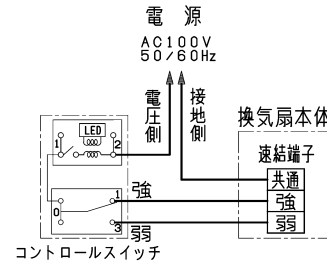 電源
AC100V
50/60Hz
電圧側
接地側
換気扇本体
LED
1
2
速結端子
共通
強
弱
0
1
3
強
弱
コントロールスイッチ